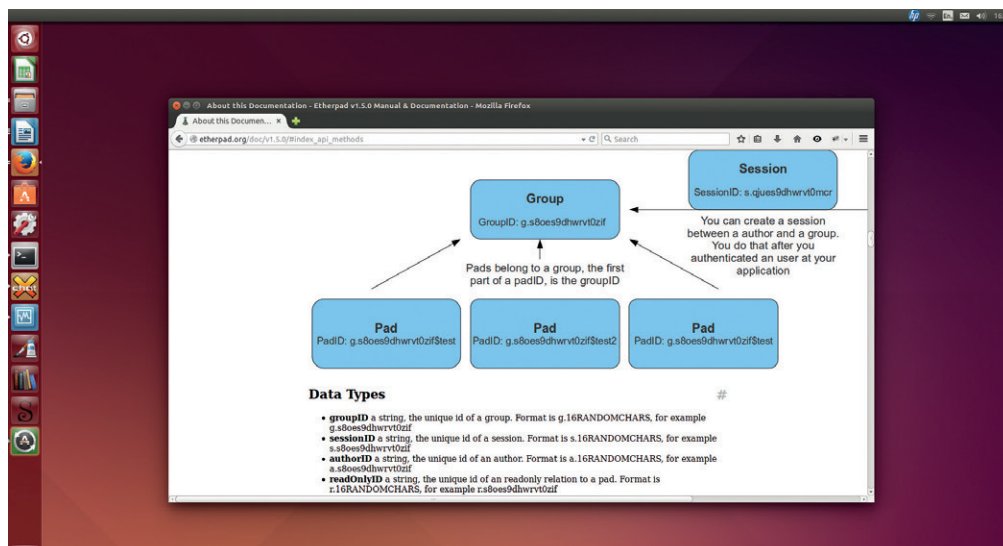 En
16
About this Documentation - Etherpad v1.5.0 Manual & Documentation - Mozilla Firefox
About this Documen... ×
etherpad.org/doc/v1.5.0/#index_api_methods
Search
Session
SessionID: s.qjues9dhwrvt0mcr
Group
GroupID: g.s8oes9dhwrvt0zif
You can create a session
between a author and a group.
You do that after you
authenticated an user at your
application
Pads belong to a group, the first
part of a padID, is the groupID
Pad
PadID: g.s8oes9dhwrvt0zif$test
Pad
PadID: g.s8oes9dhwrvt0zif$test2
Pad
PadID: g.s8oes9dhwrvt0zif$test
Data Types #
• groupID a string, the unique id of a group. Format is g.16RANDOMCHARS, for example
g.s8oes9dhwrvt0zif
• sessionID a string, the unique id of a session. Format is s.16RANDOMCHARS, for example
s.s8oes9dhwrvt0zif
• authorID a string, the unique id of an author. Format is a.16RANDOMCHARS, for example
a.s8oes9dhwrvt0zif
• readOnlyID a string, the unique id of an readonly relation to a pad. Format is
r.16RANDOMCHARS, for example r.s8oes9dhwrvt0zif